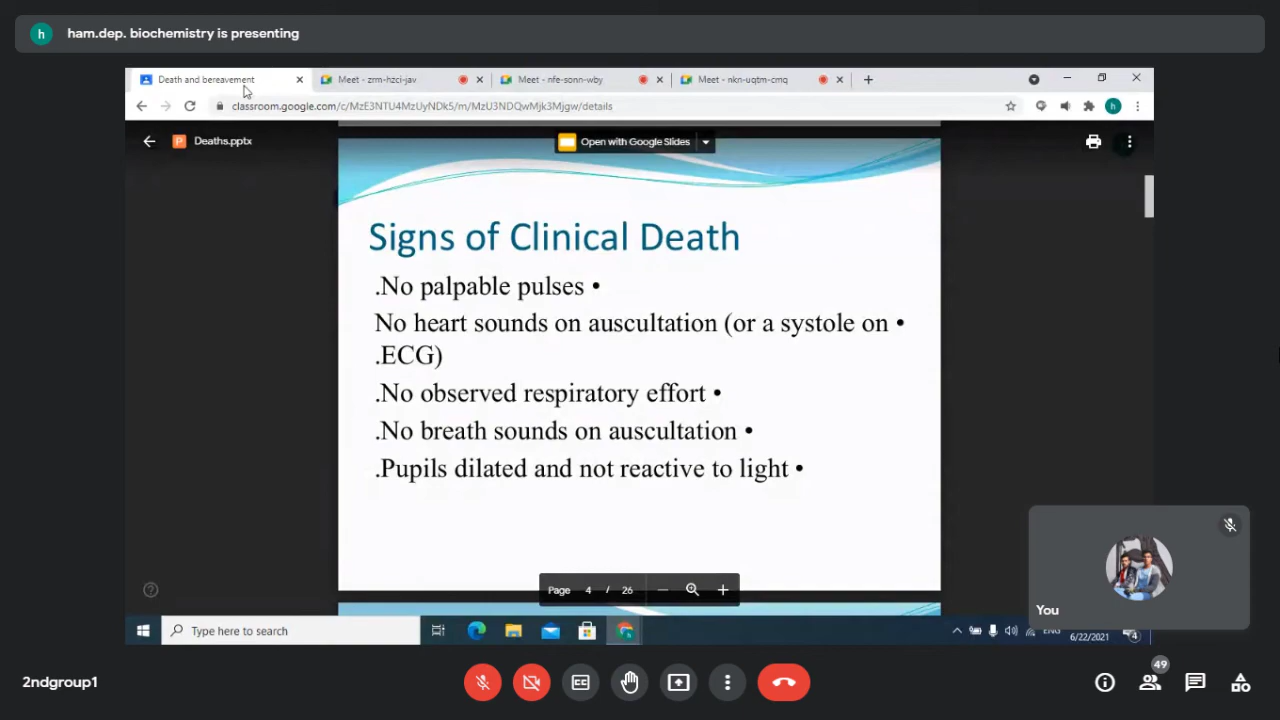 h ham.dep. biochemistry is presenting
Death and bereavement
Meet - zrm-hzci-jav
Meet - nfe-sonn-wby
Meet - nkn-uqtm-cmq
classroom.google.com/c/MzE3NTU4MzUyNDk5/m/MzU3NDQwMjk3Mjgw/details
h
P Deaths.pptx
Open with Google Slides
Signs of Clinical Death
.No palpable pulses •
No heart sounds on auscultation (or a systole on •
.ECG)
.No observed respiratory effort •
.No breath sounds on auscultation •
.Pupils dilated and not reactive to light •
Page 4 / 26
You
Type here to search
ENG
6/22/2021
4
2ndgroup1
CC
49